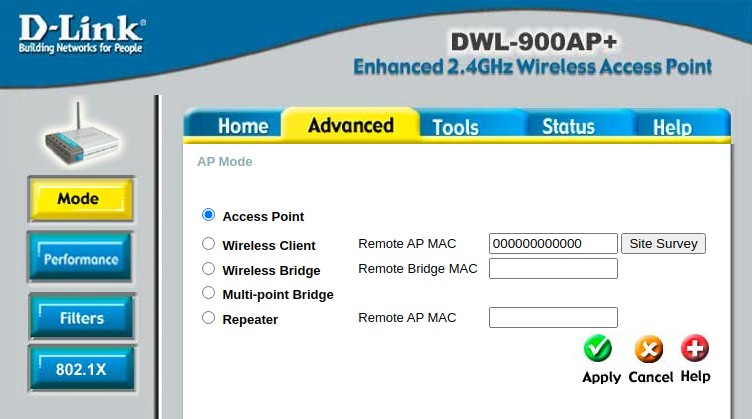 D-Link®
Building Networks for People
DWL-900AP+
Enhanced 2.4GHz Wireless Access Point
Home Advanced Tools Status Help
AP Mode
Mode
Performance
Filters
802.1X
Access Point
Wireless Client Remote AP MAC 000000000000 Site Survey
Wireless Bridge Remote Bridge MAC
Multi-point Bridge
Repeater Remote AP MAC
Apply Cancel Help